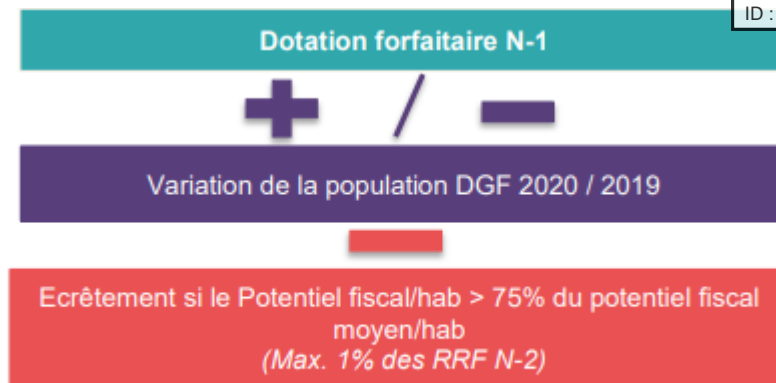 ID :
Dotation forfaitaire N-1
+ / -
Variation de la population DGF 2020 / 2019
Ecrêtement si le Potentiel fiscal/hab > 75% du potentiel fiscal
moyen/hab
(Max. 1% des RRF N-2)